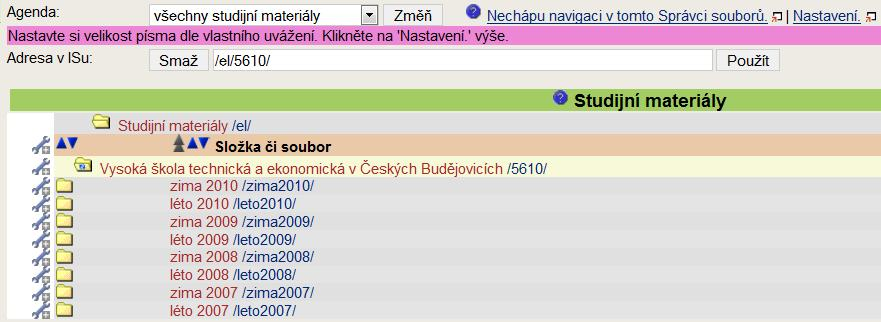 Agenda: všechny studijní materiály Změň Nechápu navigaci v tomto Správci souborů. | Nastavení.
Nastavte si velikost písma dle vlastního uvážení. Klikněte na 'Nastavení.' výše.
Adresa v ISu: Smaž /el/5610/ Použít
Studijní materiály
Studijní materiály /el/
Složka či soubor
Vysoká škola technická a ekonomická v Českých Budějovicích /5610/
zima 2010 /zima2010/
léto 2010 /leto2010/
zima 2009 /zima2009/
léto 2009 /leto2009/
zima 2008 /zima2008/
léto 2008 /leto2008/
zima 2007 /zima2007/
léto 2007 /leto2007/